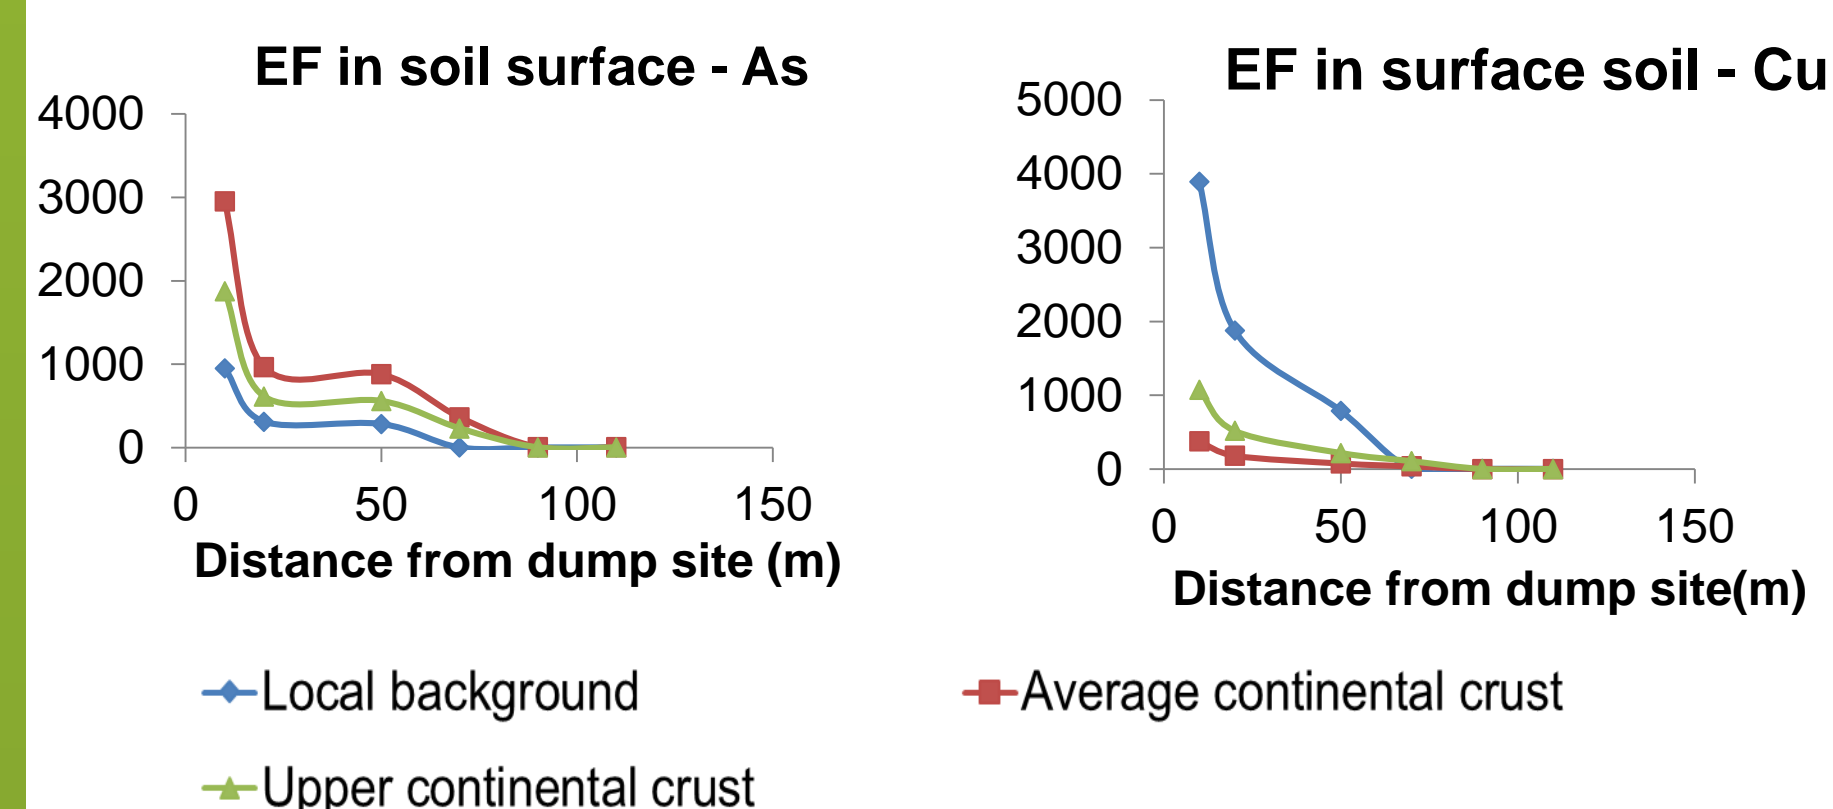 EF in soil surface - As
4000
3000
2000
1000
0
0 50 100 150
Distance from dump site (m)
EF in surface soil - Cu
5000
4000
3000
2000
1000
0
0 50 100 150
Distance from dump site(m)
Local background
Average continental crust
Upper continental crust